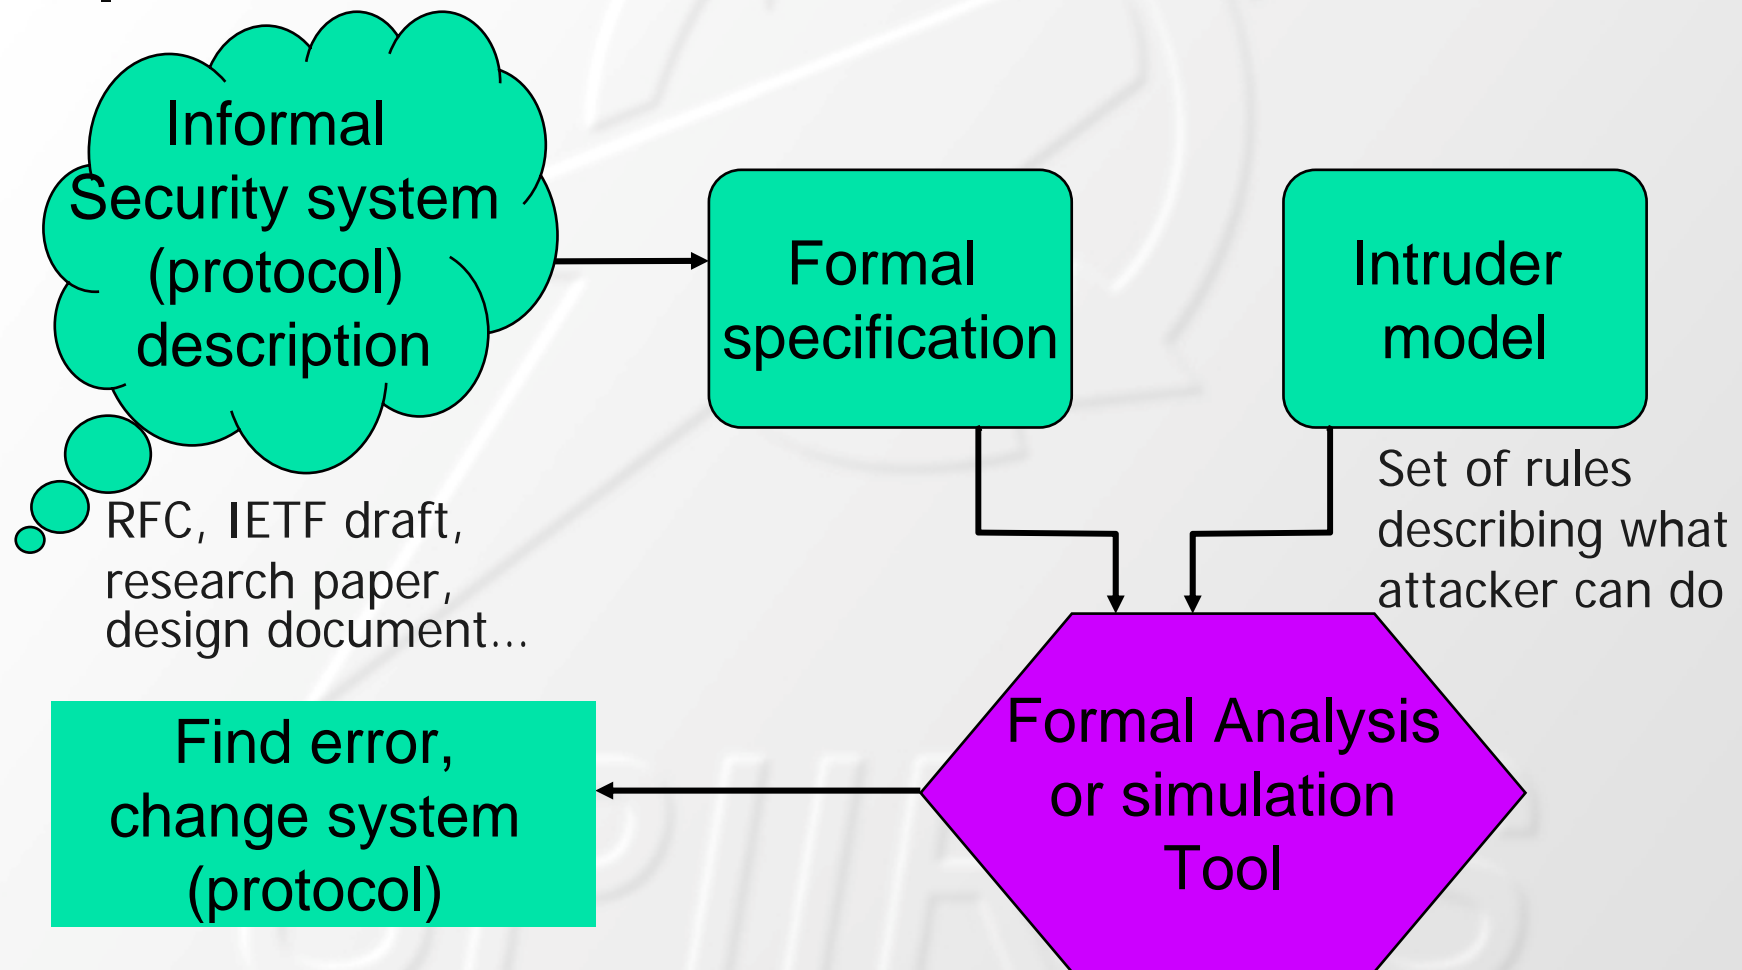 Informal
Security system
(protocol)
description
Formal
specification
Intruder
model
Set of rules
describing what
attacker can do
RFC, IETF draft,
research paper,
design document...
Find error,
change system
(protocol)
Formal Analysis
or simulation
Tool